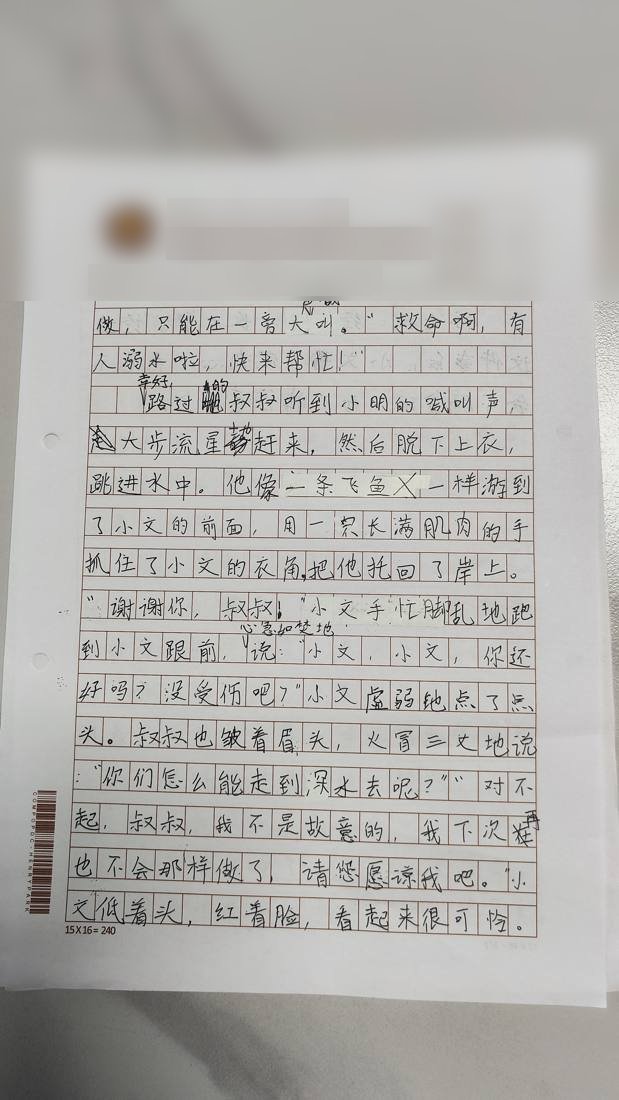 做，只能在一旁大叫。"救命啊，有
人溺水啦，快来帮忙！"
幸好，路过的叔叔听到小明的喊叫声，
大步流星地赶来，然后脱下上衣，
跳进水中。他像一条飞鱼一样游到
了小文的前面，用一只长满肌肉的手
抓住了小文的衣角，把他托回了岸上。
"谢谢你，叔叔！"小文手忙脚乱地跑
到小文跟前，心急如焚地说："小文，小文，你还
好吗？没受伤吧？"小文虚弱地点了点
头。叔叔也皱着眉头，火冒三丈地说
："你们怎么能走到深水去呢？""对不
起，叔叔，我不是故意的，我下次再
也不会那样做了，请您愿谅我吧。"小
文低着头，红着脸，看起来很可怜。
15X16=240